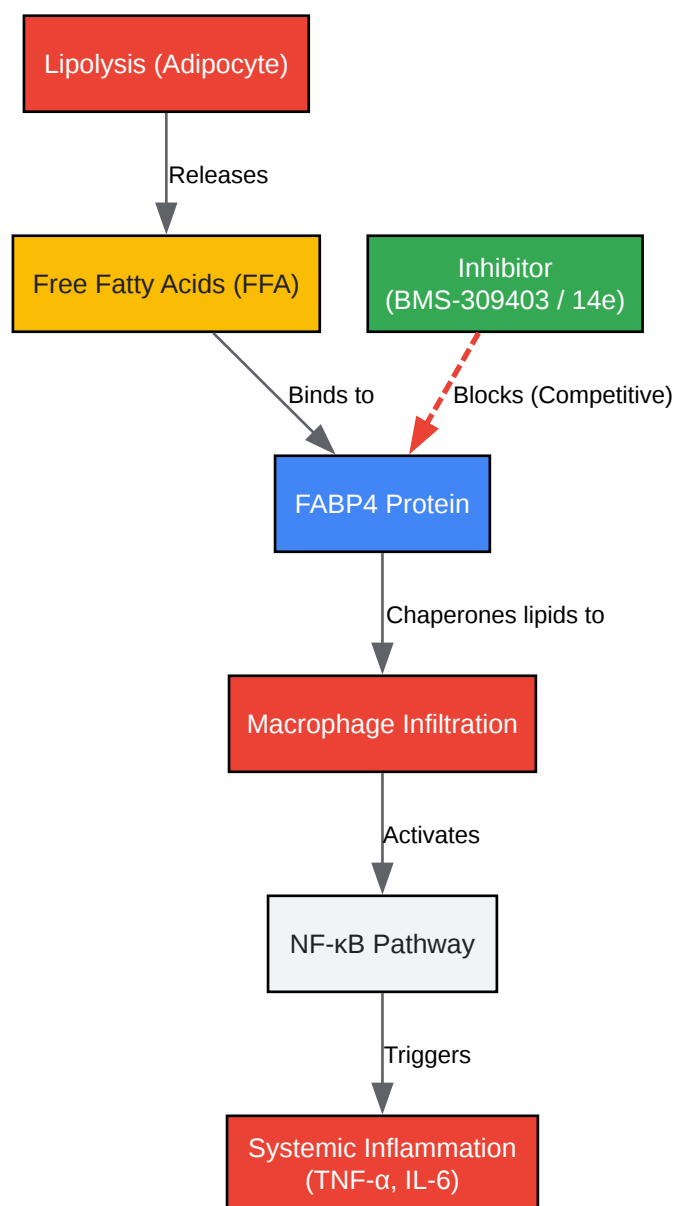 Lipolysis (Adipocyte)
Releases
Free Fatty Acids (FFA)
Inhibitor
(BMS-309403 / 14e)
Binds to
Blocks (Competitive)
FABP4 Protein
Chaperones lipids to
Macrophage Infiltration
Activates
NF-κB Pathway
Triggers
Systemic Inflammation
(TNF-α, IL-6)